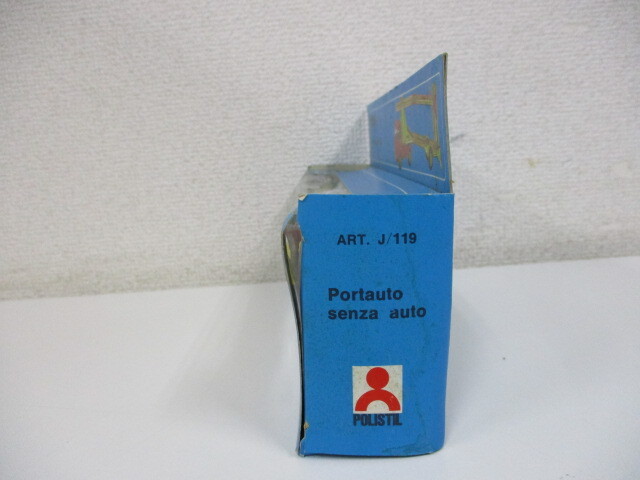 ART. J/119
Portauto
senza auto
POLISTIL